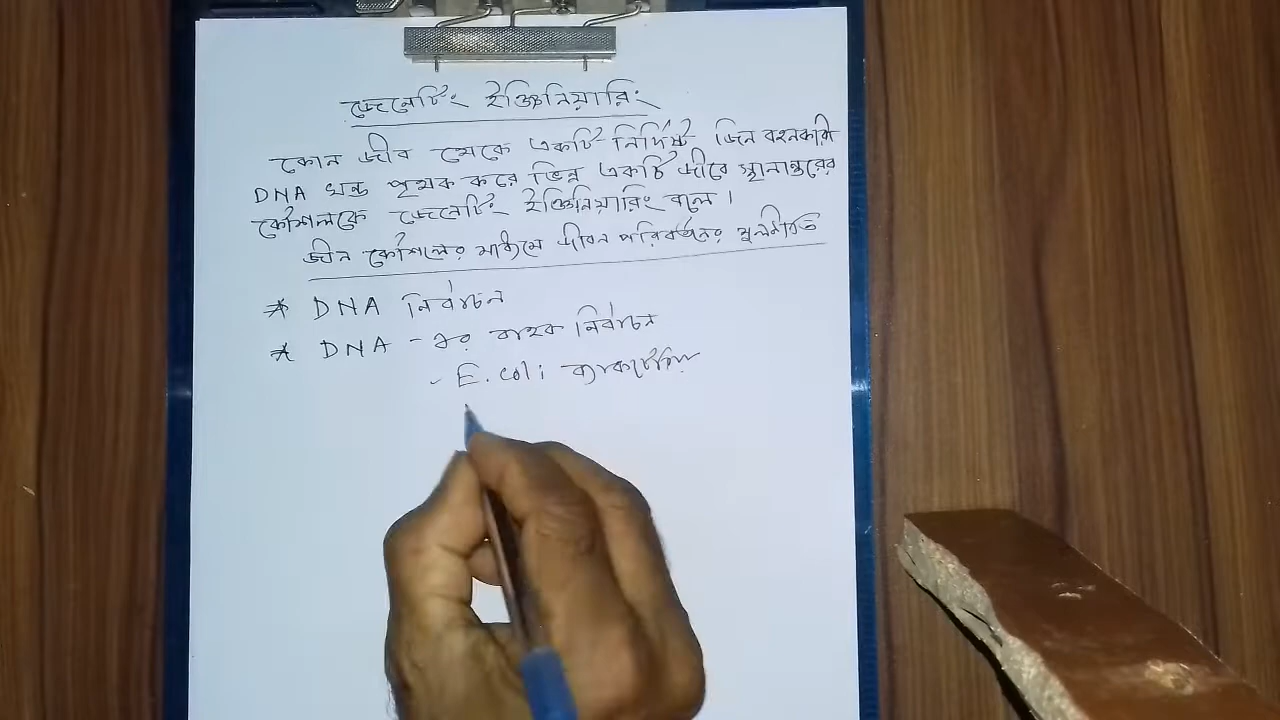 জেনেটিং ইঞ্জিনিয়ারিং
কোন জীব থেকে একটি নির্দিষ্ট জিন বহনকারী
DNA খন্ড পৃথক করে ভিন্ন একটি জীবে স্থানান্তরের
কৌশলকে জেনেটিং ইঞ্জিনিয়ারিং বলে।
জীন কৌশলের মাধ্যমে জীবন পরিবর্তনের মূলনীতি
* DNA নির্বাচন
* DNA - এর বাহক নির্বাচন
- E. coli ব্যাকটেরিয়া